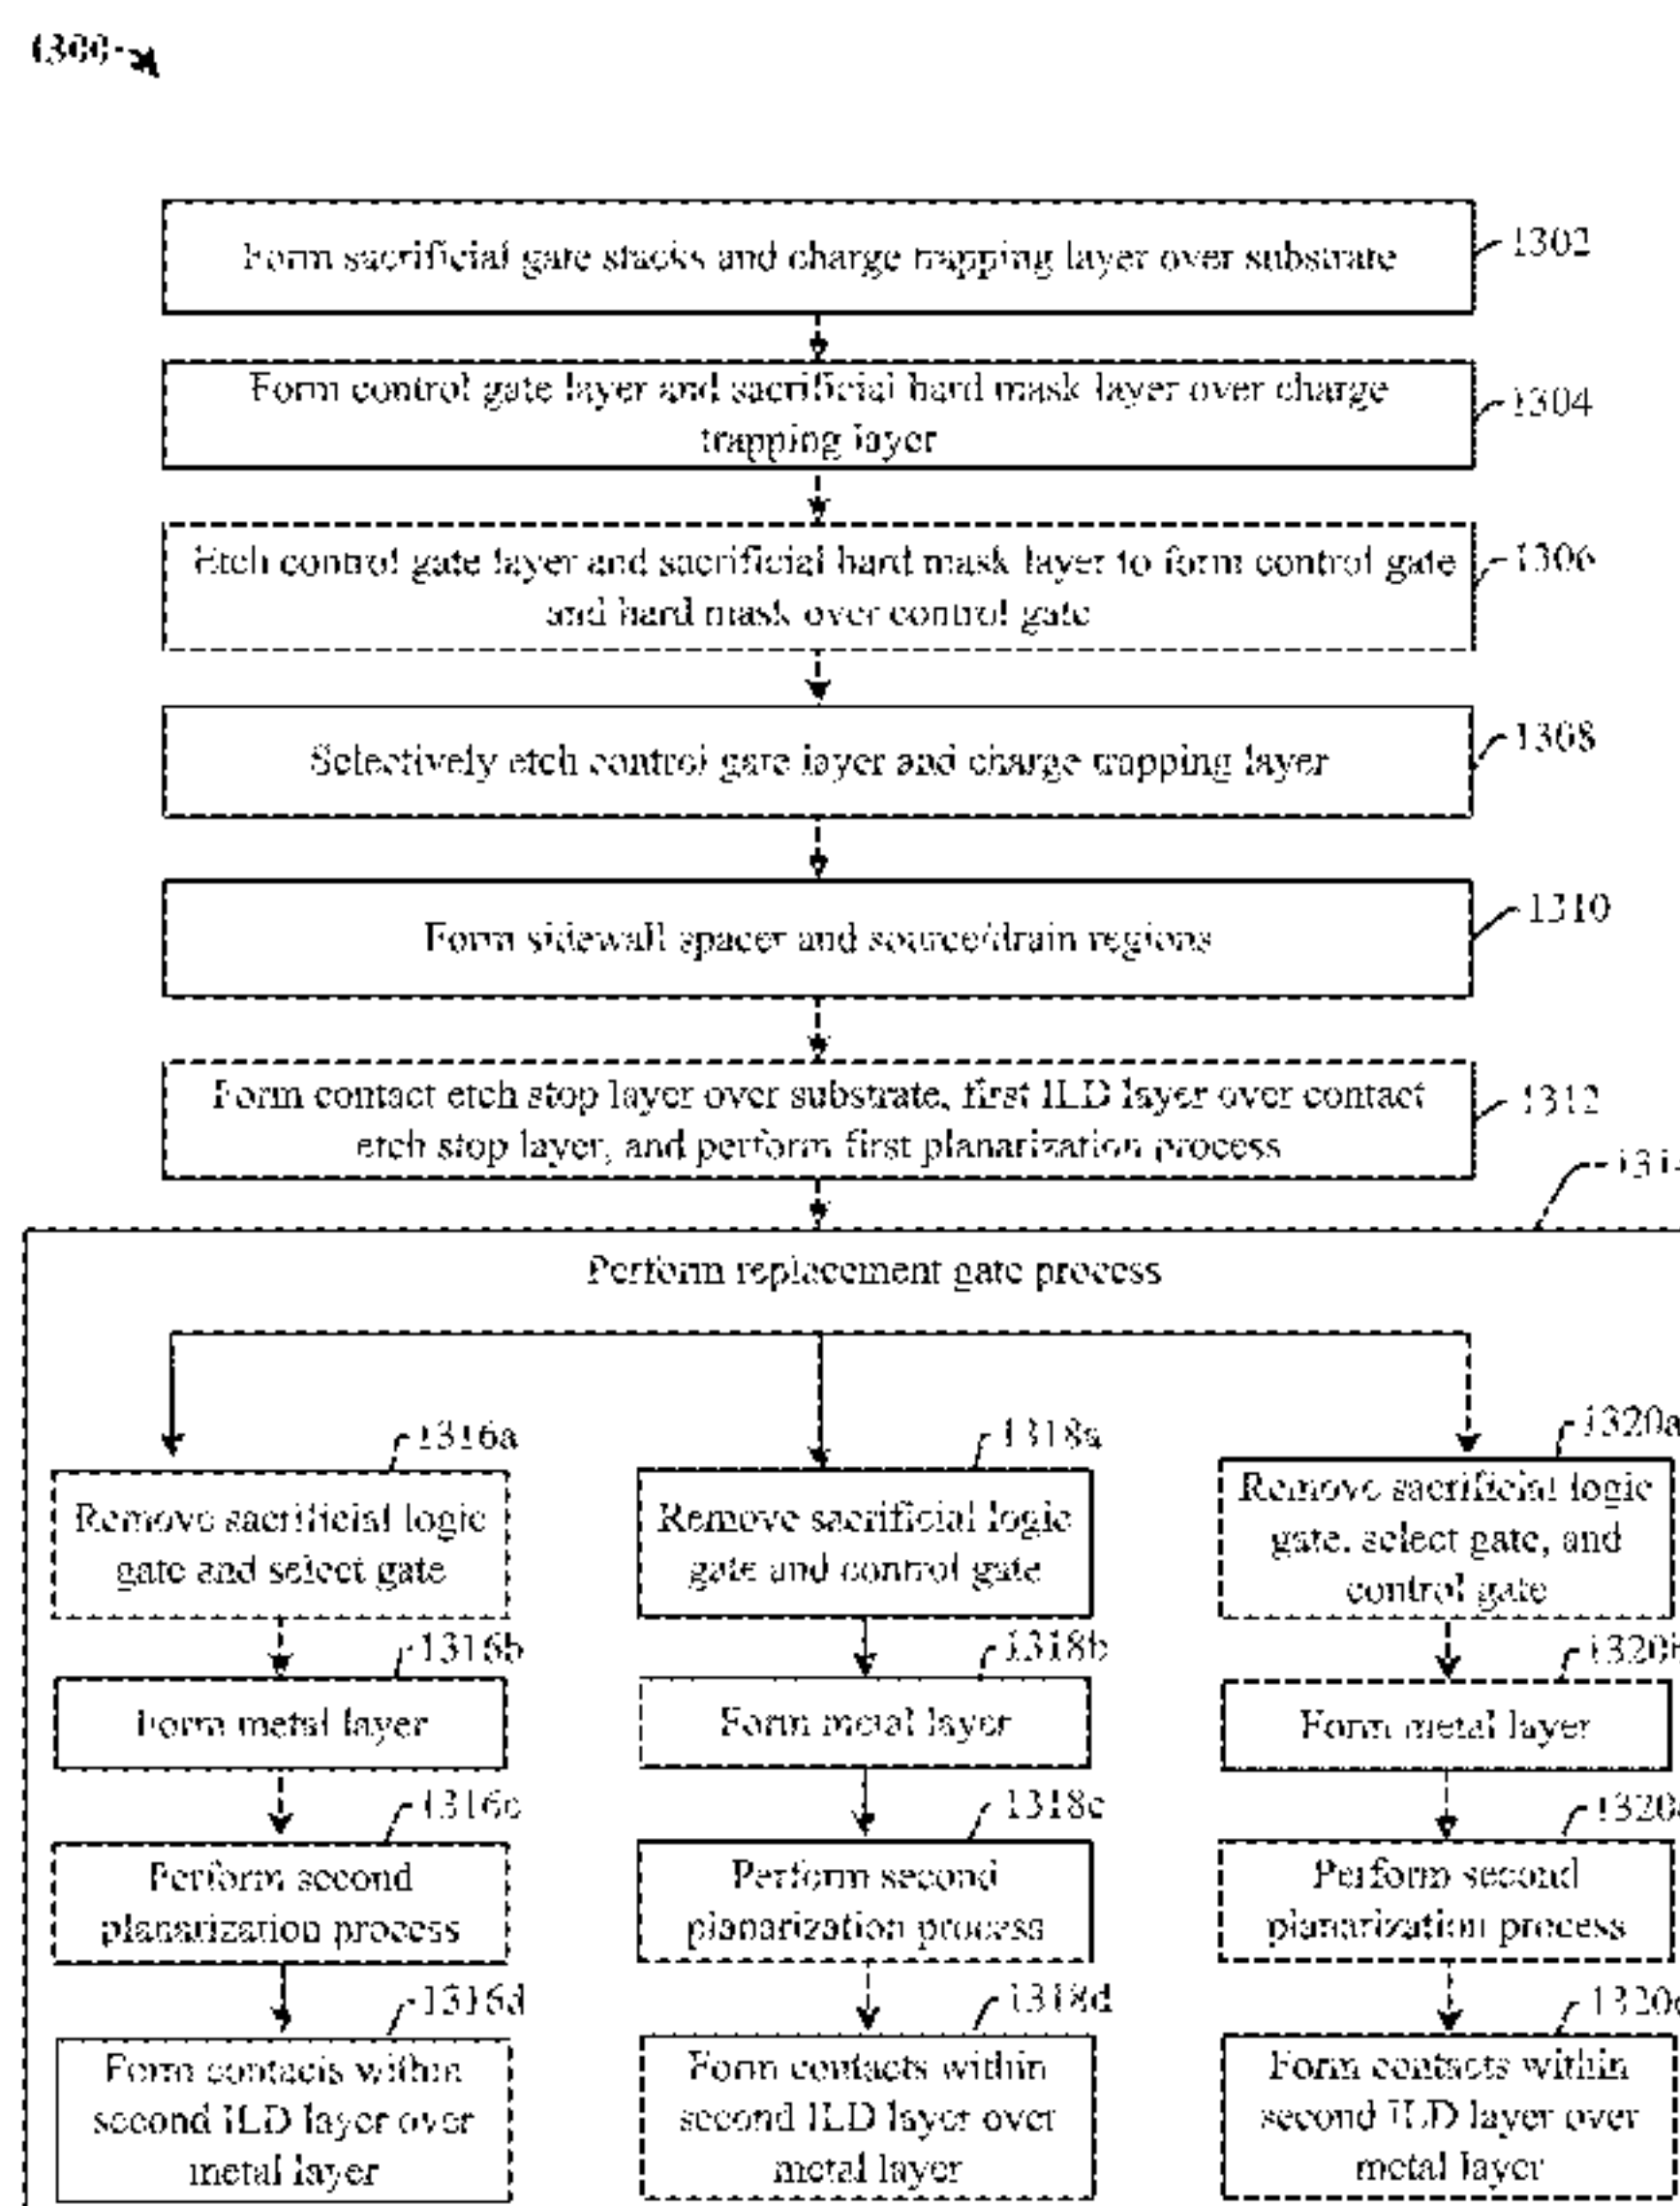 1300
Form sacrificial gate stacks and charge trapping layer over substrate
1302
Form control gate layer and sacrificial hard mask layer over charge
trapping layer
1304
Etch control gate layer and sacrificial hard mask layer to form control gate
and hard mask over control gate
1306
Selectively etch control gate layer and charge trapping layer
1308
Form sidewall spacer and source/drain regions
1310
Form contact etch stop layer over substrate, first ILD layer over contact
etch stop layer, and perform first planarization process
1312
Perform replacement gate process
1316a
1318a
1320a
Remove sacrificial logic
gate and select gate
Remove sacrificial logic
gate and control gate
Remove sacrificial logic
gate, select gate, and
control gate
1316b
1318b
1320b
Form metal layer
Form metal layer
Form metal layer
1316c
1318c
1320c
Perform second
planarization process
Perform second
planarization process
Perform second
planarization process
1316d
1318d
Form contacts within
second ILD layer over
metal layer
Form contacts within
second ILD layer over
metal layer
Form contacts within
second ILD layer over
metal layer